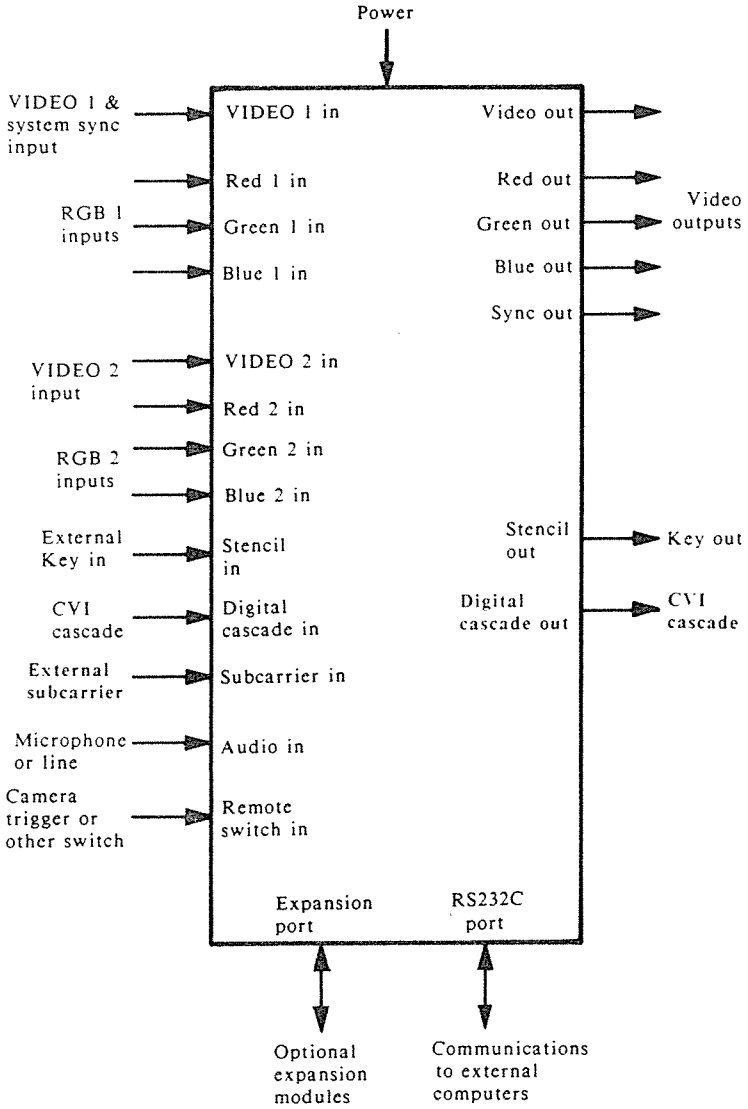 Power
VIDEO 1 &
system sync
input
VIDEO 1 in
Video out
Red 1 in
Red out
RGB 1
inputs
Green 1 in
Green out
Video
outputs
Blue 1 in
Blue out
Sync out
VIDEO 2
input
VIDEO 2 in
Red 2 in
RGB 2
inputs
Green 2 in
Blue 2 in
External
Key in
Stencil
in
Stencil
out
Key out
CVI
cascade
Digital
cascade in
Digital
cascade out
CVI
cascade
External
subcarrier
Subcarrier in
Microphone
or line
Audio in
Camera
trigger or
other switch
Remote
switch in
Expansion
port
RS232C
port
Optional
expansion
modules
Communications
to external
computers